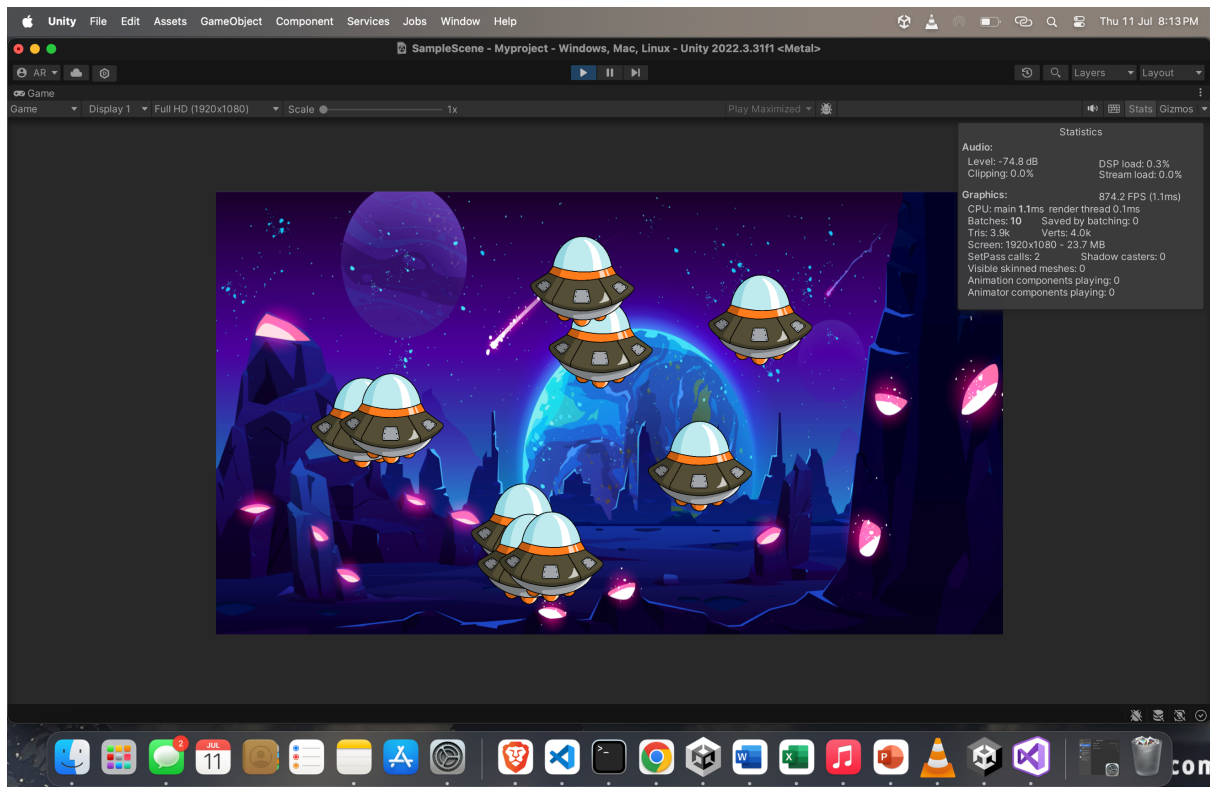 Unity File Edit Assets GameObject Component Services Jobs Window Help Thu 11 Jul 8:13 PM
SampleScene - Myproject - Windows, Mac, Linux - Unity 2022.3.31f1 <Metal>
AR Layers Layout
Game
Game Display 1 Full HD (1920x1080) Scale 1x Play Maximized Stats Gizmos
Statistics
Audio:
Level: -74.8 dB DSP load: 0.3%
Clipping: 0.0% Stream load: 0.0%
Graphics: 874.2 FPS (1.1ms)
CPU: main 1.1ms render thread 0.1ms
Batches: 10 Saved by batching: 0
Tris: 3.9k Verts: 4.0k
Screen: 1920x1080 - 23.7 MB
SetPass calls: 2 Shadow casters: 0
Visible skinned meshes: 0
Animation components playing: 0
Animator components playing: 0
2
JUL
11
W
X
P
com